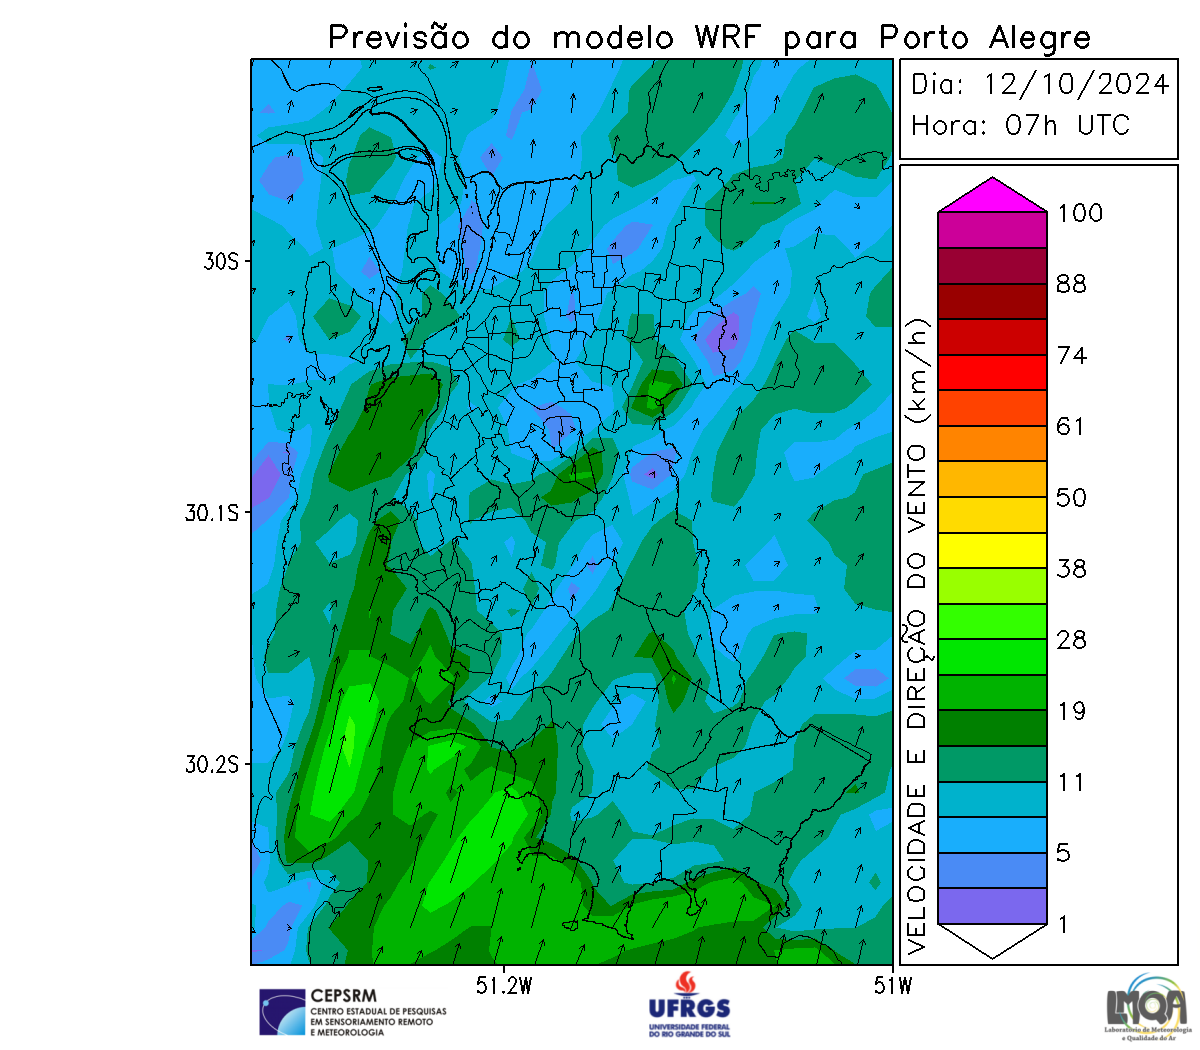 Previsão do modelo WRF para Porto Alegre
Dia: 12/10/2024
Hora: 07h UTC
30S
30.1S
30.2S
51.2W
51W
VELOCIDADE E DIREÇÃO DO VENTO (km/h)
100
88
74
61
50
38
28
19
11
5
1
CEPSRM
CENTRO ESTADUAL DE PESQUISAS
EM SENSORIAMENTO REMOTO
E METEOROLOGIA
UFRGS
UNIVERSIDADE FEDERAL
DO RIO GRANDE DO SUL
LMQA
Laboratório de Meteorologia
e Qualidade do Ar